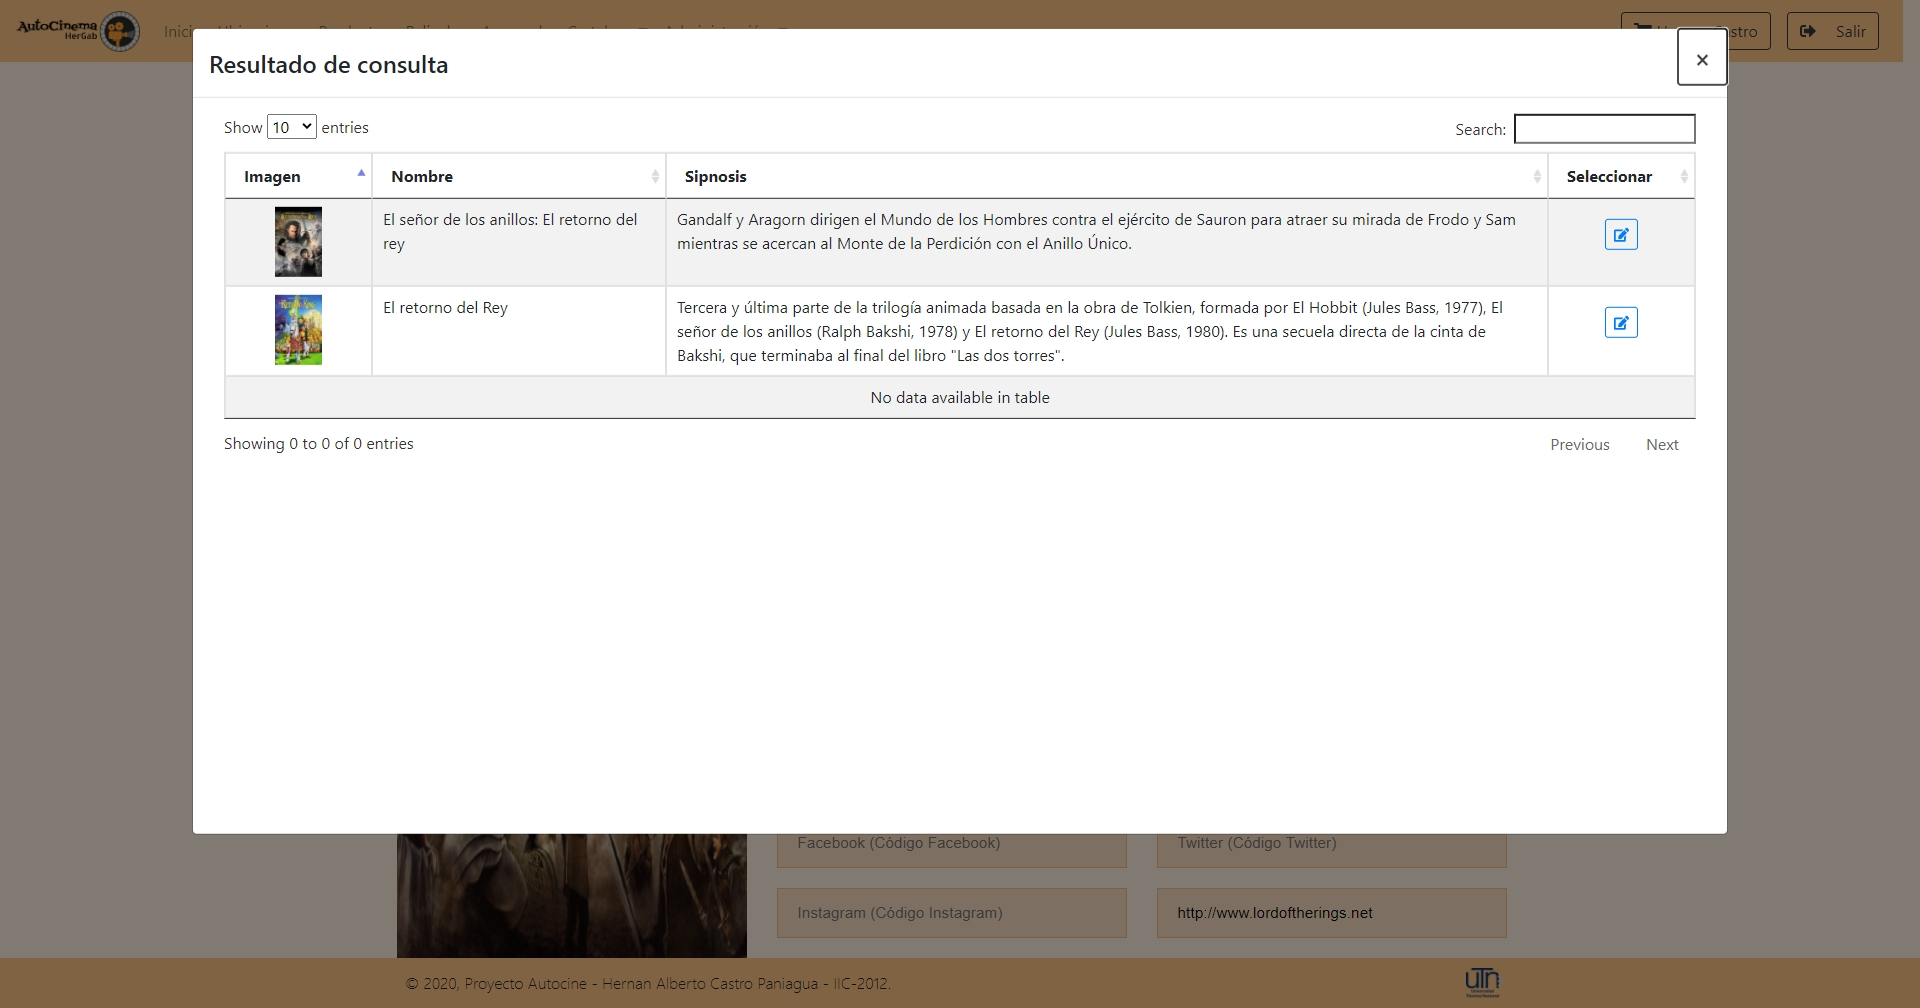 AutoCinema
HerGab
Salir
Resultado de consulta
×
Show 10 entries
Search:
Imagen Nombre Sipnosis Seleccionar
El señor de los anillos: El retorno del
rey
Gandalf y Aragorn dirigen el Mundo de los Hombres contra el ejército de Sauron para atraer su mirada de Frodo y Sam
mientras se acercan al Monte de la Perdición con el Anillo Único.
El retorno del Rey
Tercera y última parte de la trilogía animada basada en la obra de Tolkien, formada por El Hobbit (Jules Bass, 1977), El
señor de los anillos (Ralph Bakshi, 1978) y El retorno del Rey (Jules Bass, 1980). Es una secuela directa de la cinta de
Bakshi, que terminaba al final del libro "Las dos torres".
No data available in table
Showing 0 to 0 of 0 entries
Previous Next
Facebook (Código Facebook)
Twitter (Código Twitter)
Instagram (Código Instagram)
http://www.lordoftherings.net
© 2020, Proyecto Autocine - Hernan Alberto Castro Paniagua - IIC-2012.
UTN